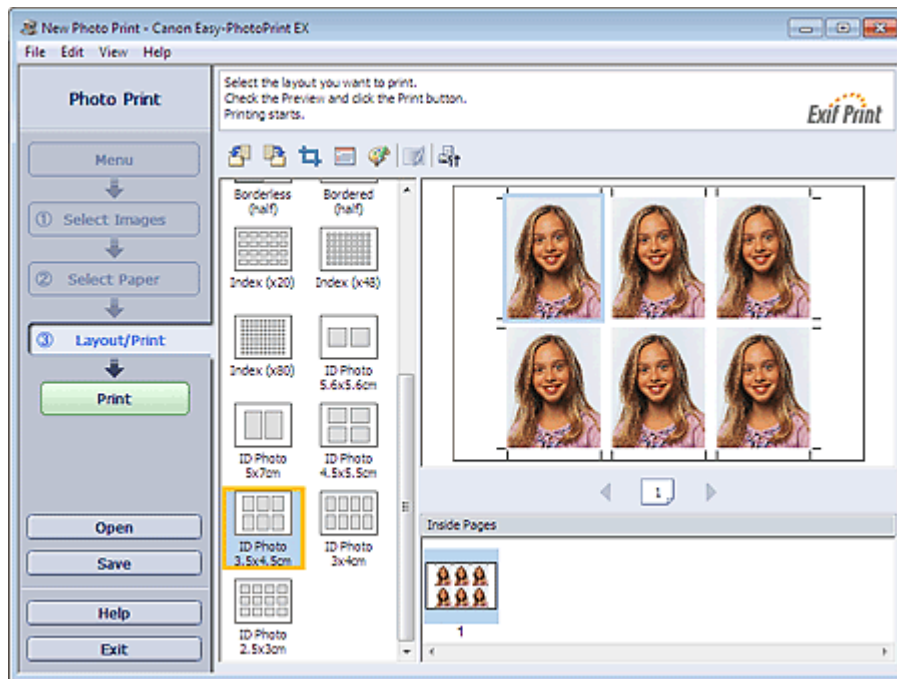 New Photo Print - Canon Easy-PhotoPrint EX
File Edit View Help
Photo Print
Select the layout you want to print.
Check the Preview and click the Print button.
Printing starts.
Exif Print
Menu
① Select Images
② Select Paper
③ Layout/Print
Print
Open
Save
Help
Exit
Borderless
(half)
Bordered
(half)
Index (x20)
Index (x48)
Index (x80)
ID Photo
5.6x5.6cm
ID Photo
5x7cm
ID Photo
4.5x5.5cm
ID Photo
3.5x4.5cm
ID Photo
3x4cm
ID Photo
2.5x3cm
1
Inside Pages
1